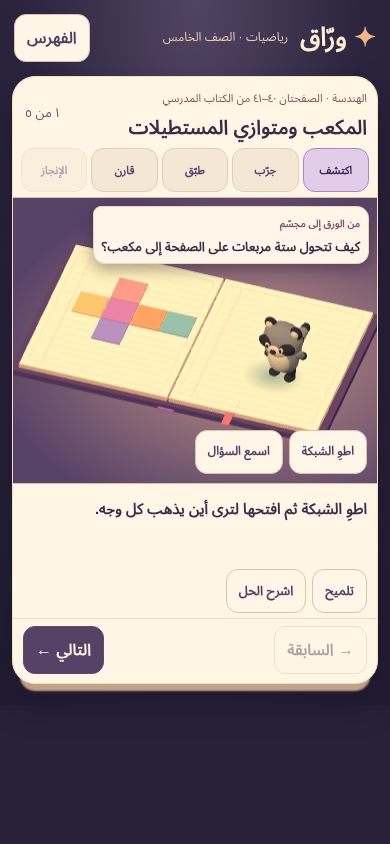 ورّاق
رياضيات · الصف الخامس
الفهرس
الهندسة · الصفحتان ٤٠–٤١ من الكتاب المدرسي
المكعب ومتوازي المستطيلات
١ من ٥
اكتشف
جرّب
طبّق
قارن
الإنجاز
من الورق إلى مجسّم
كيف تتحول ستة مربعات على الصفحة إلى مكعب؟
اطوِ الشبكة
اسمع السؤال
اطوِ الشبكة ثم افتحها لترى أين يذهب كل وجه.
تلميح
اشرح الحل
→ السابقة
التالي ←